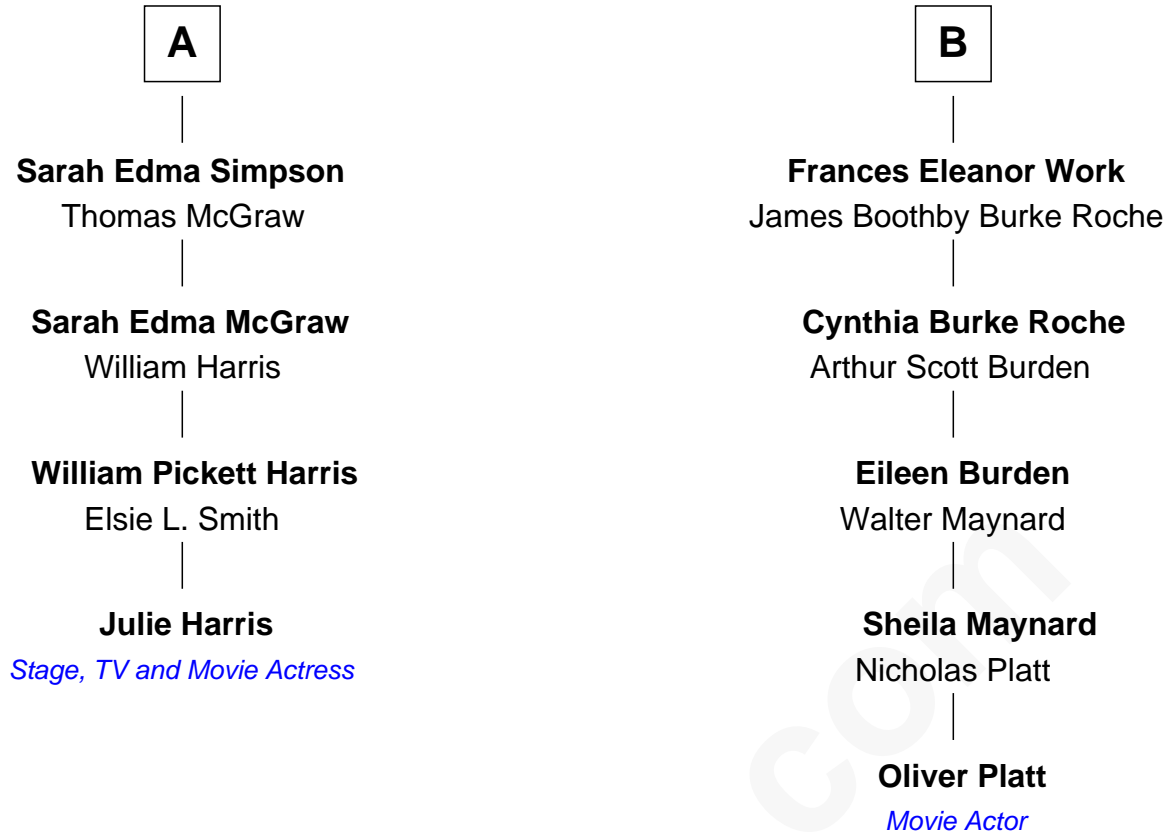 A
Sarah Edma Simpson
Thomas McGraw
Sarah Edma McGraw
William Harris
William Pickett Harris
Elsie L. Smith
Julie Harris
Stage, TV and Movie Actress
B
Frances Eleanor Work
James Boothby Burke Roche
Cynthia Burke Roche
Arthur Scott Burden
Eileen Burden
Walter Maynard
Sheila Maynard
Nicholas Platt
Oliver Platt
Movie Actor
com